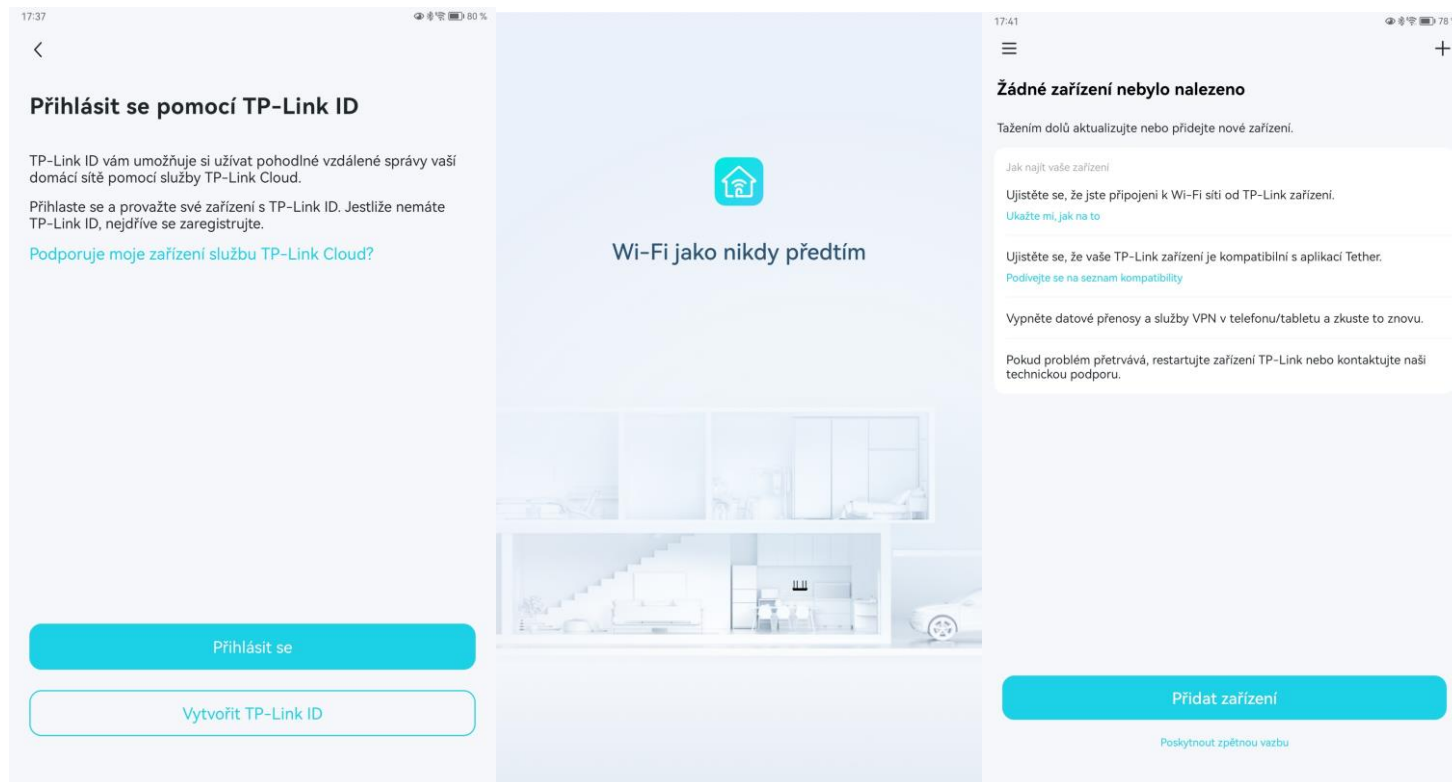 17:37
80 %
Přihlásit se pomocí TP-Link ID
TP-Link ID vám umožňuje si užívat pohodlné vzdálené správy vaší
domácí sítě pomocí služby TP-Link Cloud.
Přihlaste se a provažte své zařízení s TP-Link ID. Jestliže nemáte
TP-Link ID, nejdříve se zaregistrujte.
Podporuje moje zařízení službu TP-Link Cloud?
Přihlásit se
Vytvořit TP-Link ID
Wi-Fi jako nikdy předtím
17:41
78
Žádné zařízení nebylo nalezeno
Tažením dolů aktualizujte nebo přidejte nové zařízení.
Jak najít vaše zařízení
Ujistěte se, že jste připojeni k Wi-Fi síti od TP-Link zařízení.
Ukažte mi, jak na to
Ujistěte se, že vaše TP-Link zařízení je kompatibilní s aplikací Tether.
Podívejte se na seznam kompatibility
Vypněte datové přenosy a služby VPN v telefonu/tabletu a zkuste to znovu.
Pokud problém přetrvává, restartujte zařízení TP-Link nebo kontaktujte naši
technickou podporu.
Přidat zařízení
Poskytnout zpětnou vazbu